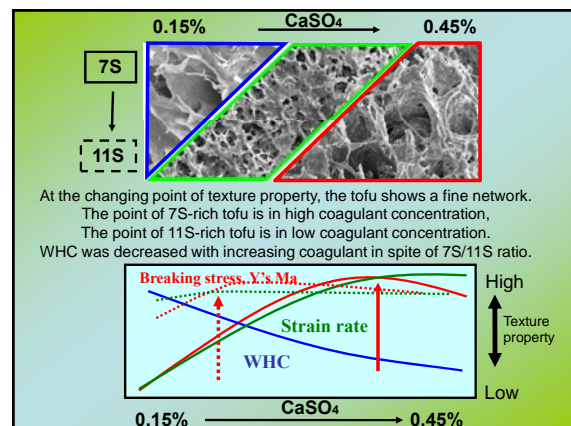 0.15% CaSO₄ 0.45%
7S
11S
At the changing point of texture property, the tofu shows a fine network.
The point of 7S-rich tofu is in high coagulant concentration,
The point of 11S-rich tofu is in low coagulant concentration.
WHC was decreased with increasing coagulant in spite of 7S/11S ratio.
Breaking stress, Y's Ma
High
Strain rate
Texture
property
WHC
Low
0.15% CaSO₄ 0.45%